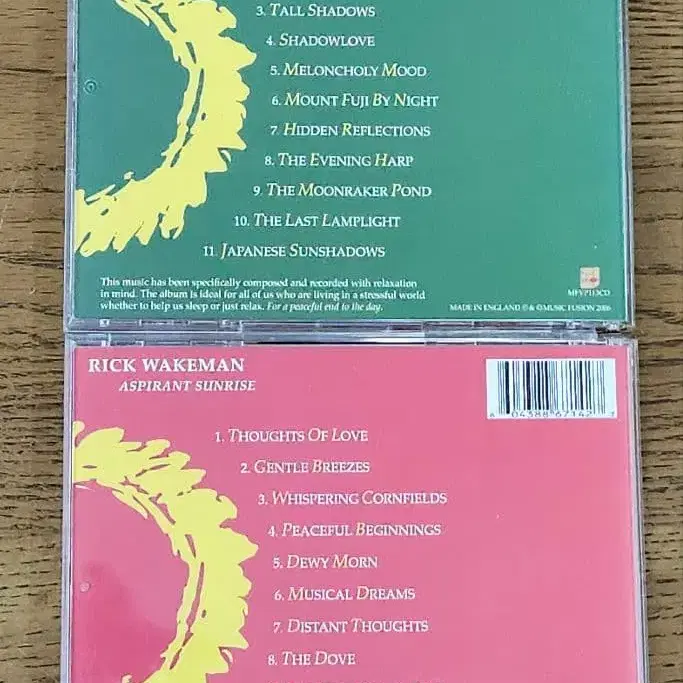 3. TALL SHADOWS
4. SHADOWLOVE
5. MELONCHOLY MOOD
6. MOUNT FUJI BY NIGHT
7. HIDDEN REFLECTIONS
8. THE EVENING HARP
9. THE MOONRAKER POND
10. THE LAST LAMPLIGHT
11. JAPANESE SUNSHADOWS
This music has been specifically composed and recorded with relaxation
in mind. The album is ideal for all of us who are living in a stressful world
whether to help us sleep or just relax. For a peaceful end to the day.
MADE IN ENGLAND ℗ & © MUSIC FUSION 2006
RICK WAKEMAN
ASPIRANT SUNRISE
1. THOUGHTS OF LOVE
2. GENTLE BREEZES
3. WHISPERING CORNFIELDS
4. PEACEFUL BEGINNINGS
5. DEWY MORN
6. MUSICAL DREAMS
7. DISTANT THOUGHTS
8. THE DOVE